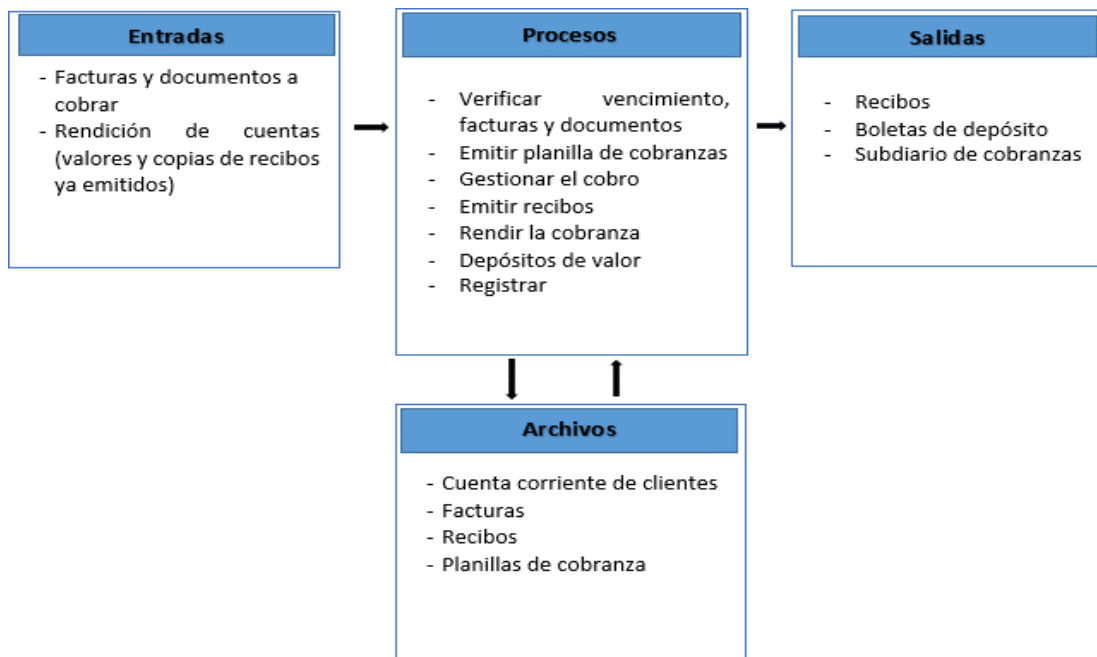 Entradas
- Facturas y documentos a
cobrar
- Rendición de cuentas
(valores y copias de recibos
ya emitidos)
Procesos
- Verificar vencimiento,
facturas y documentos
- Emitir planilla de cobranzas
- Gestionar el cobro
- Emitir recibos
- Rendir la cobranza
- Depósitos de valor
- Registrar
Salidas
- Recibos
- Boletas de depósito
- Subdiario de cobranzas
Archivos
- Cuenta corriente de clientes
- Facturas
- Recibos
- Planillas de cobranza